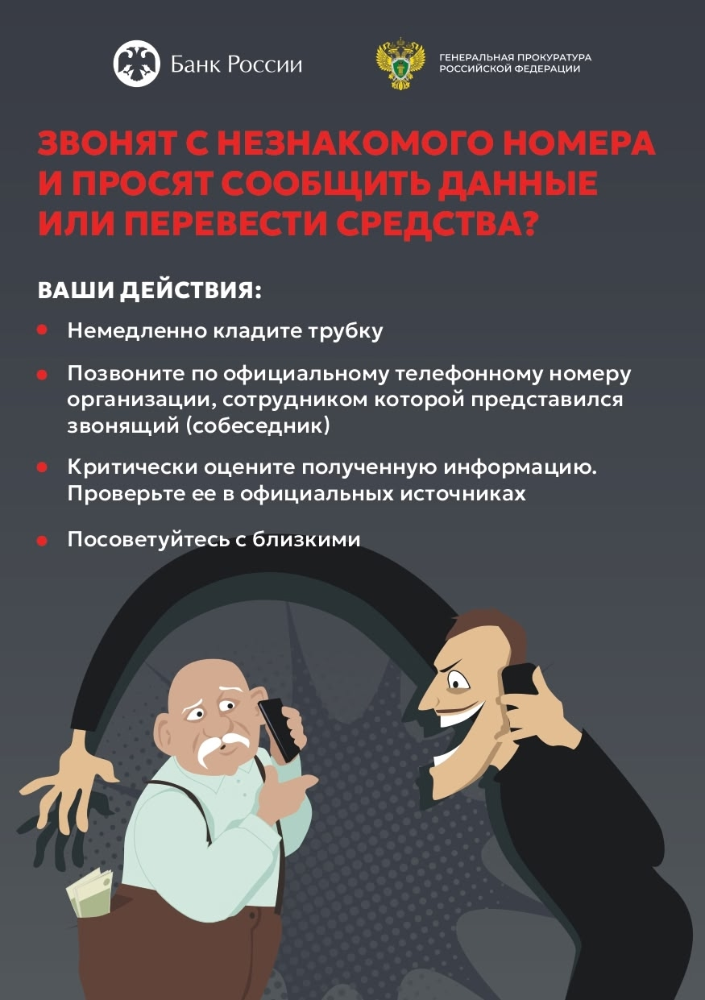 Банк России
ГЕНЕРАЛЬНАЯ ПРОКУРАТУРА
РОССИЙСКОЙ ФЕДЕРАЦИИ
ЗВОНЯТ С НЕЗНАКОМОГО НОМЕРА
И ПРОСЯТ СООБЩИТЬ ДАННЫЕ
ИЛИ ПЕРЕВЕСТИ СРЕДСТВА?
ВАШИ ДЕЙСТВИЯ:
• Немедленно кладите трубку
• Позвоните по официальному телефонному номеру
организации, сотрудником которой представился
звонящий (собеседник)
• Критически оцените полученную информацию.
Проверьте ее в официальных источниках
• Посоветуйтесь с близкими